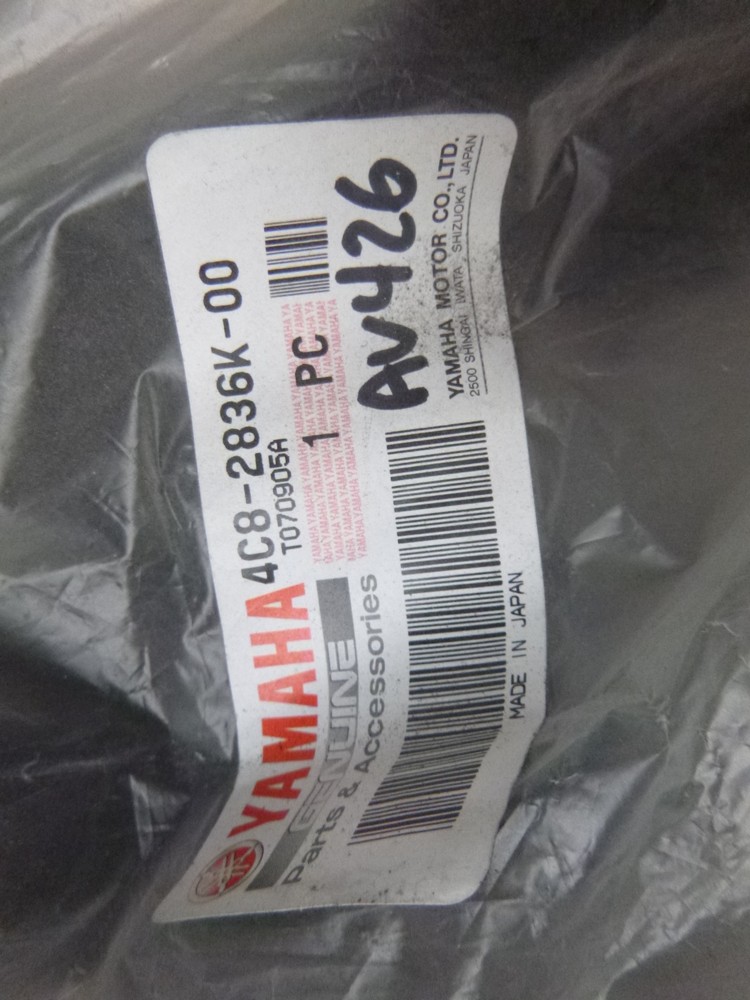 YAMAHA 4C8-2836K-00
T070905A
GENUINE
Parts & Accessories
1 PC
AV426
YAMAHA MOTOR CO., LTD.
2500 SHINGAI IWATA SHIZUOKA JAPAN
MADE IN JAPAN